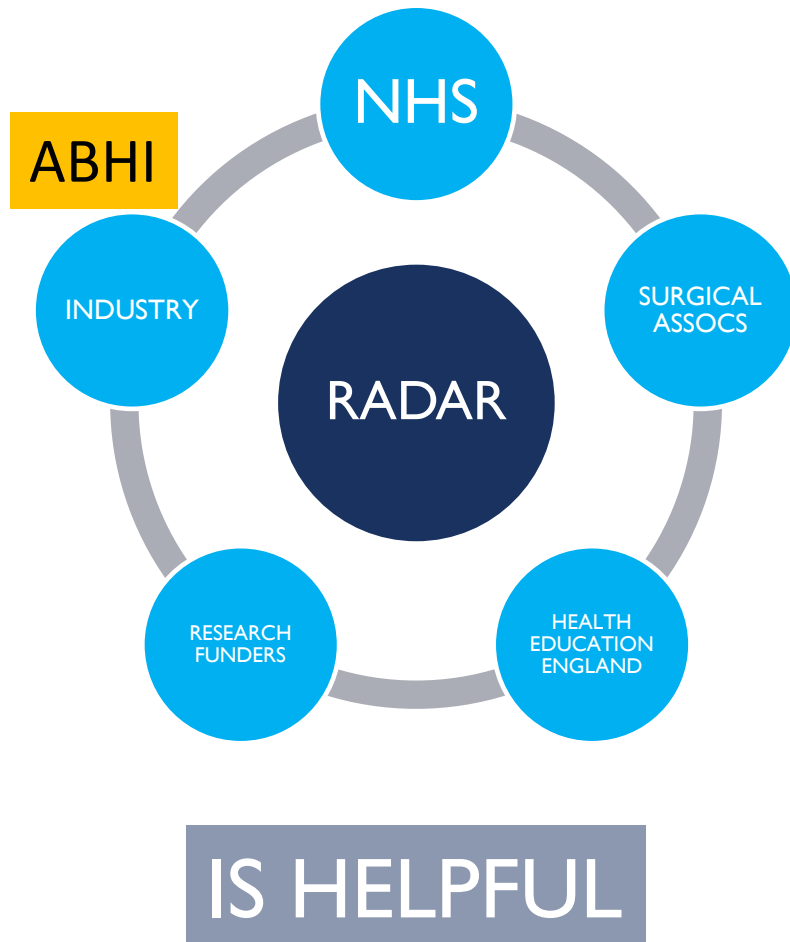 NHS
ABHI
INDUSTRY
SURGICAL
ASSOCS
RADAR
RESEARCH
FUNDERS
HEALTH
EDUCATION
ENGLAND
IS HELPFUL